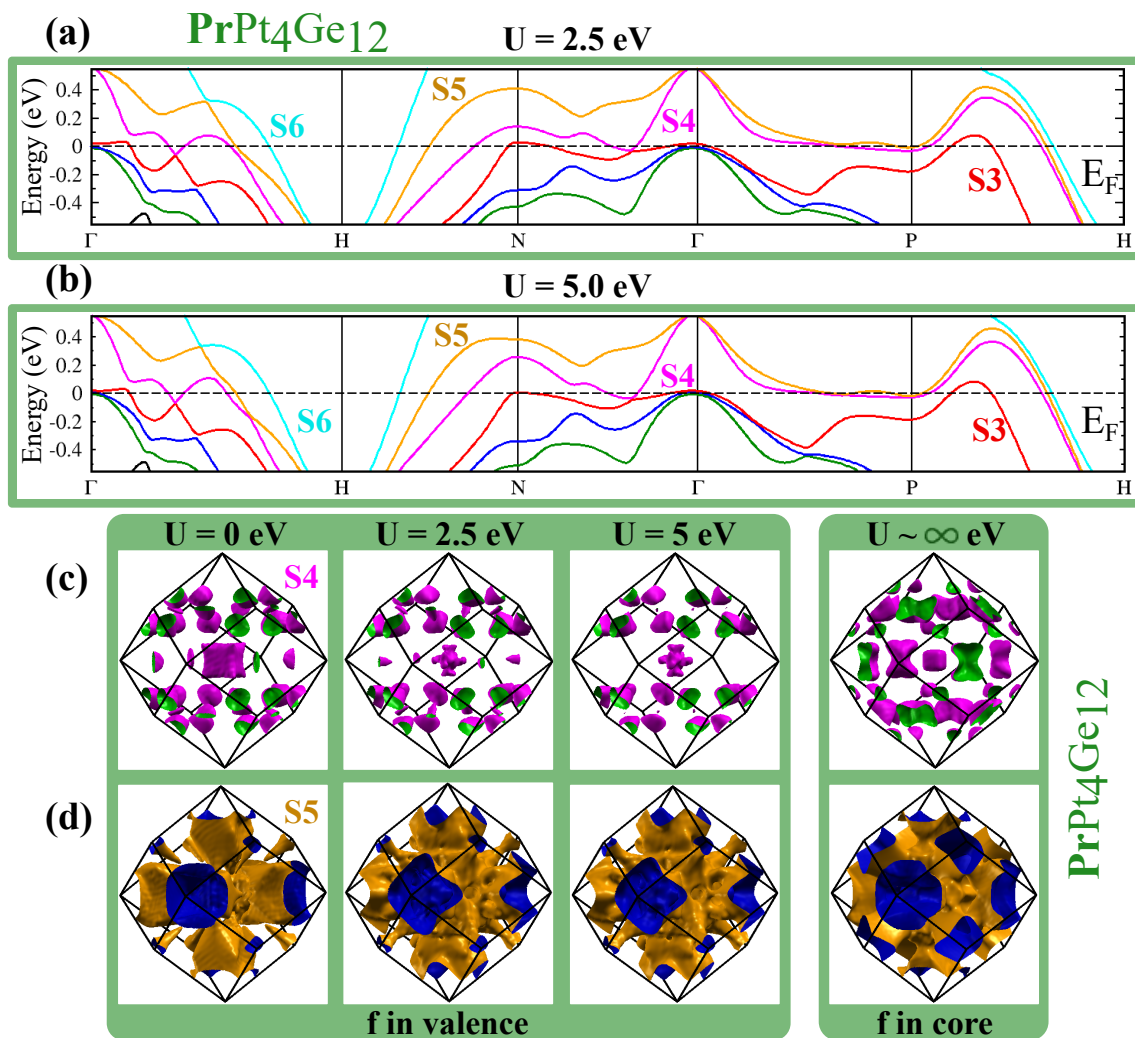 (a) PrPt4Ge12 U = 2.5 eV
Energy (eV)
0.4
0.2
0
-0.2
-0.4
S6
S5
S4
S3
E_F
Γ H N Γ P H
(b) U = 5.0 eV
Energy (eV)
0.4
0.2
0
-0.2
-0.4
S6
S5
S4
S3
E_F
Γ H N Γ P H
U = 0 eV U = 2.5 eV U = 5 eV U ~ ∞ eV
(c) S4
(d) S5
PrPt4Ge12
f in valence f in core